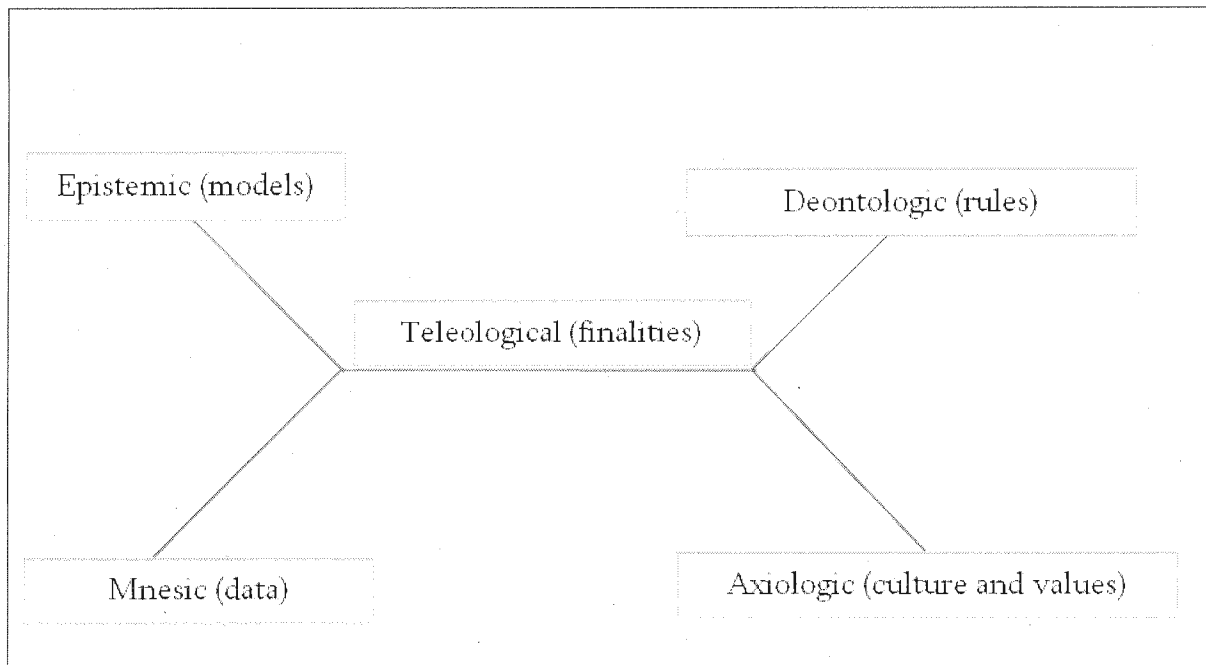 Epistemic (models)
Deontologic (rules)
Teleological (finalities)
Mnesic (data)
Axiologic (culture and values)